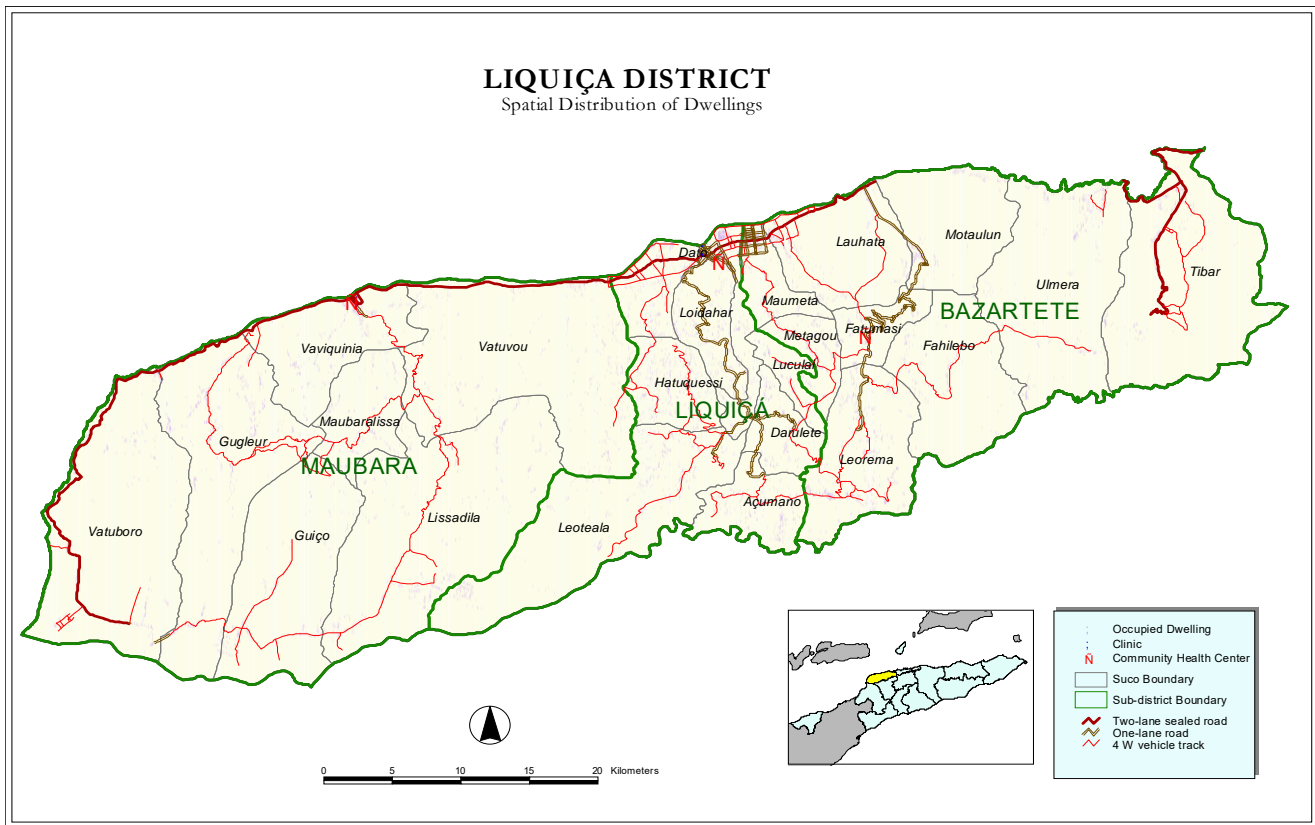 LIQUIÇA DISTRICT
Spatial Distribution of Dwellings
Motaulun
Lauhata
Dato
Tibar
Ulmera
Maumeta
Loidahar
BAZARTETE
Fatumasi
Metagou
Fahilebo
Vaviquinia
Vatuvou
Luculai
Hatuquessi
LIQUIÇÁ
Maubaralissa
Darulete
Gugleur
MAUBARA
Leorema
Açumano
Lissadila
Leoteala
Vatuboro
Guiço
Ñ
Ñ
Ñ
Occupied Dwelling
Clinic
Ñ Community Health Center
Suco Boundary
Sub-district Boundary
Two-lane sealed road
One-lane road
4 W vehicle track
0 5 10 15 20 Kilometers